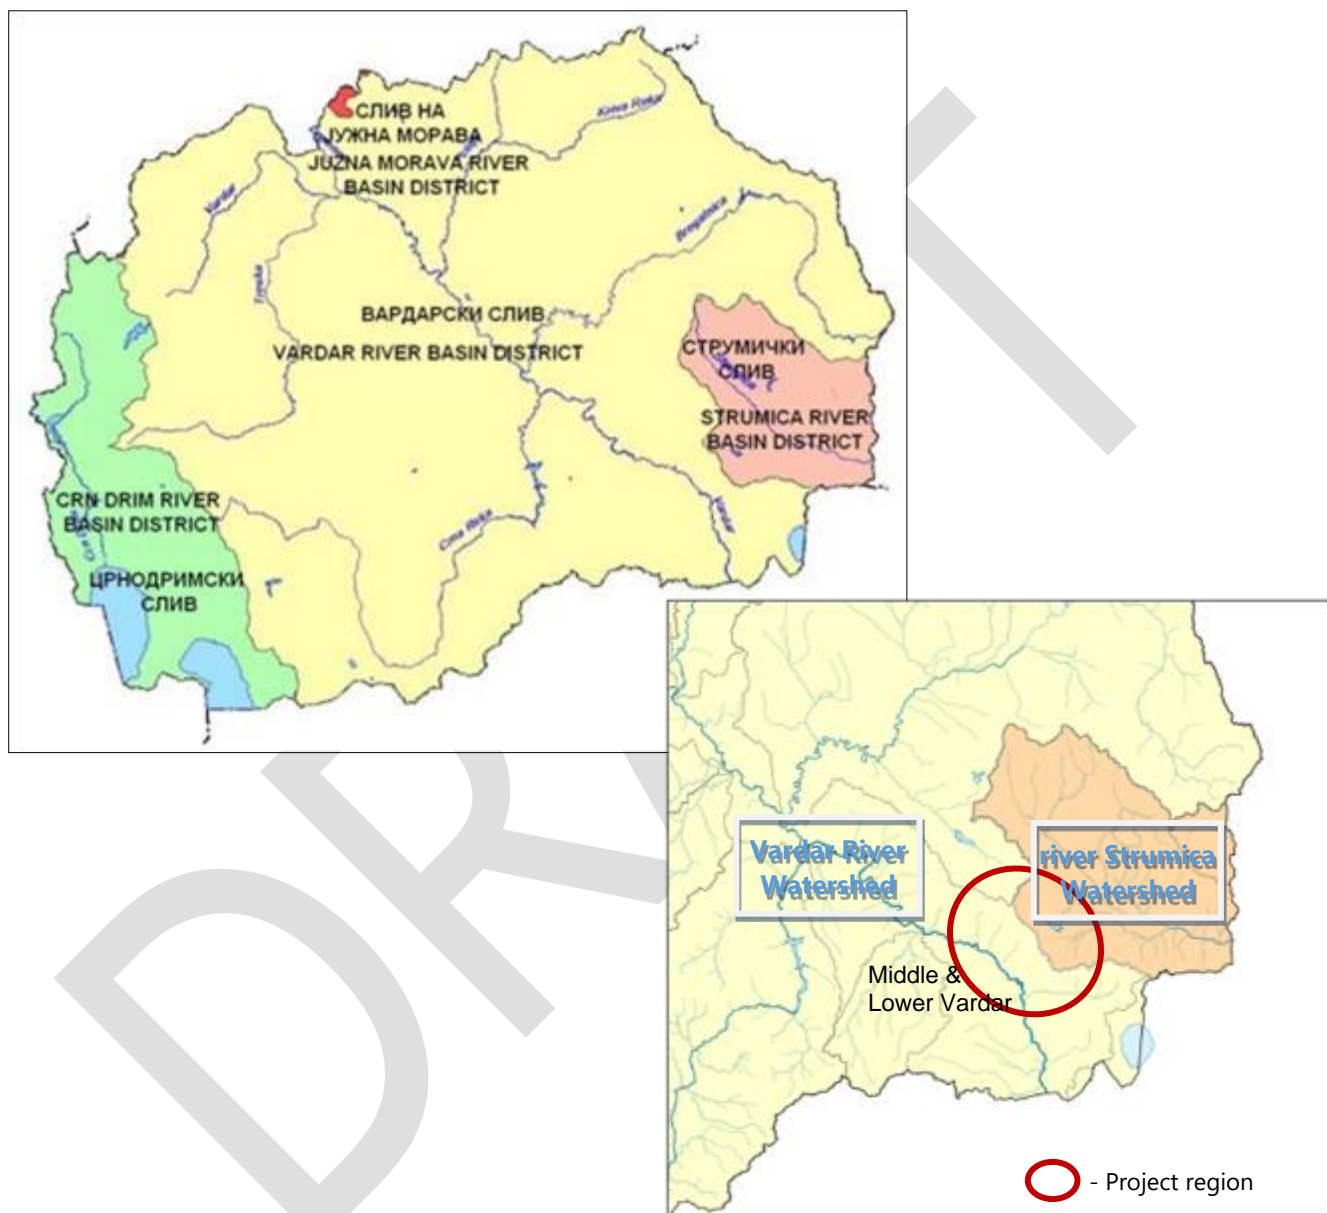 СЛИВ НА
ЈУЖНА МОРАВА
JUZNA MORAVA RIVER
BASIN DISTRICT
Kriva Reka
Vardar
Treska
Bregalnica
ВАРДАРСКИ СЛИВ
VARDAR RIVER BASIN DISTRICT
СТРУМИЧКИ
СЛИВ
STRUMICA RIVER
BASIN DISTRICT
CRN DRIM RIVER
BASIN DISTRICT
ЦРНОДРИМСКИ
СЛИВ
Crna Reka
Vardar
Vardar River
Watershed
river Strumica
Watershed
Middle &
Lower Vardar
- Project region
DRAFT